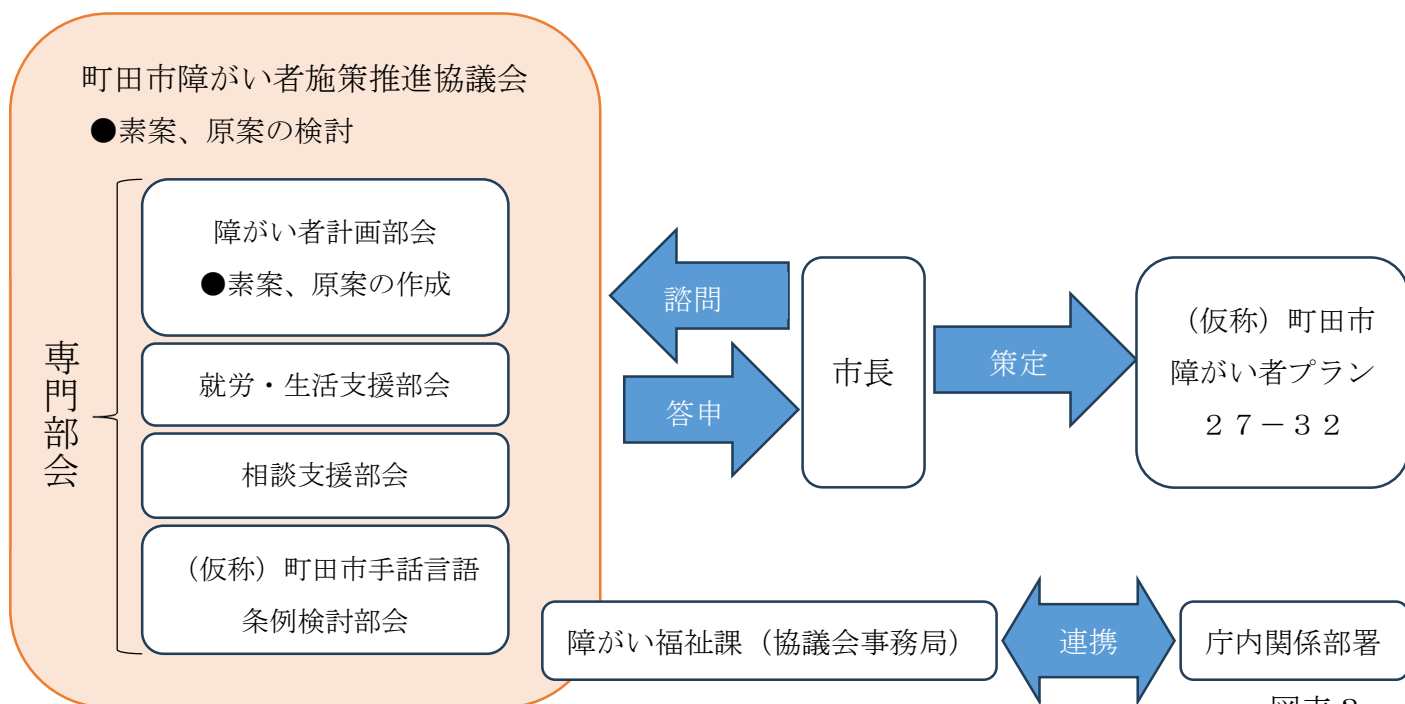 町田市障がい者施策推進協議会
●素案、原案の検討
専門部会
障がい者計画部会
●素案、原案の作成
就労・生活支援部会
相談支援部会
（仮称）町田市手話言語
条例検討部会
諮問
答申
市長
策定
（仮称）町田市
障がい者プラン
２７－３２
障がい福祉課（協議会事務局）
連携
庁内関係部署